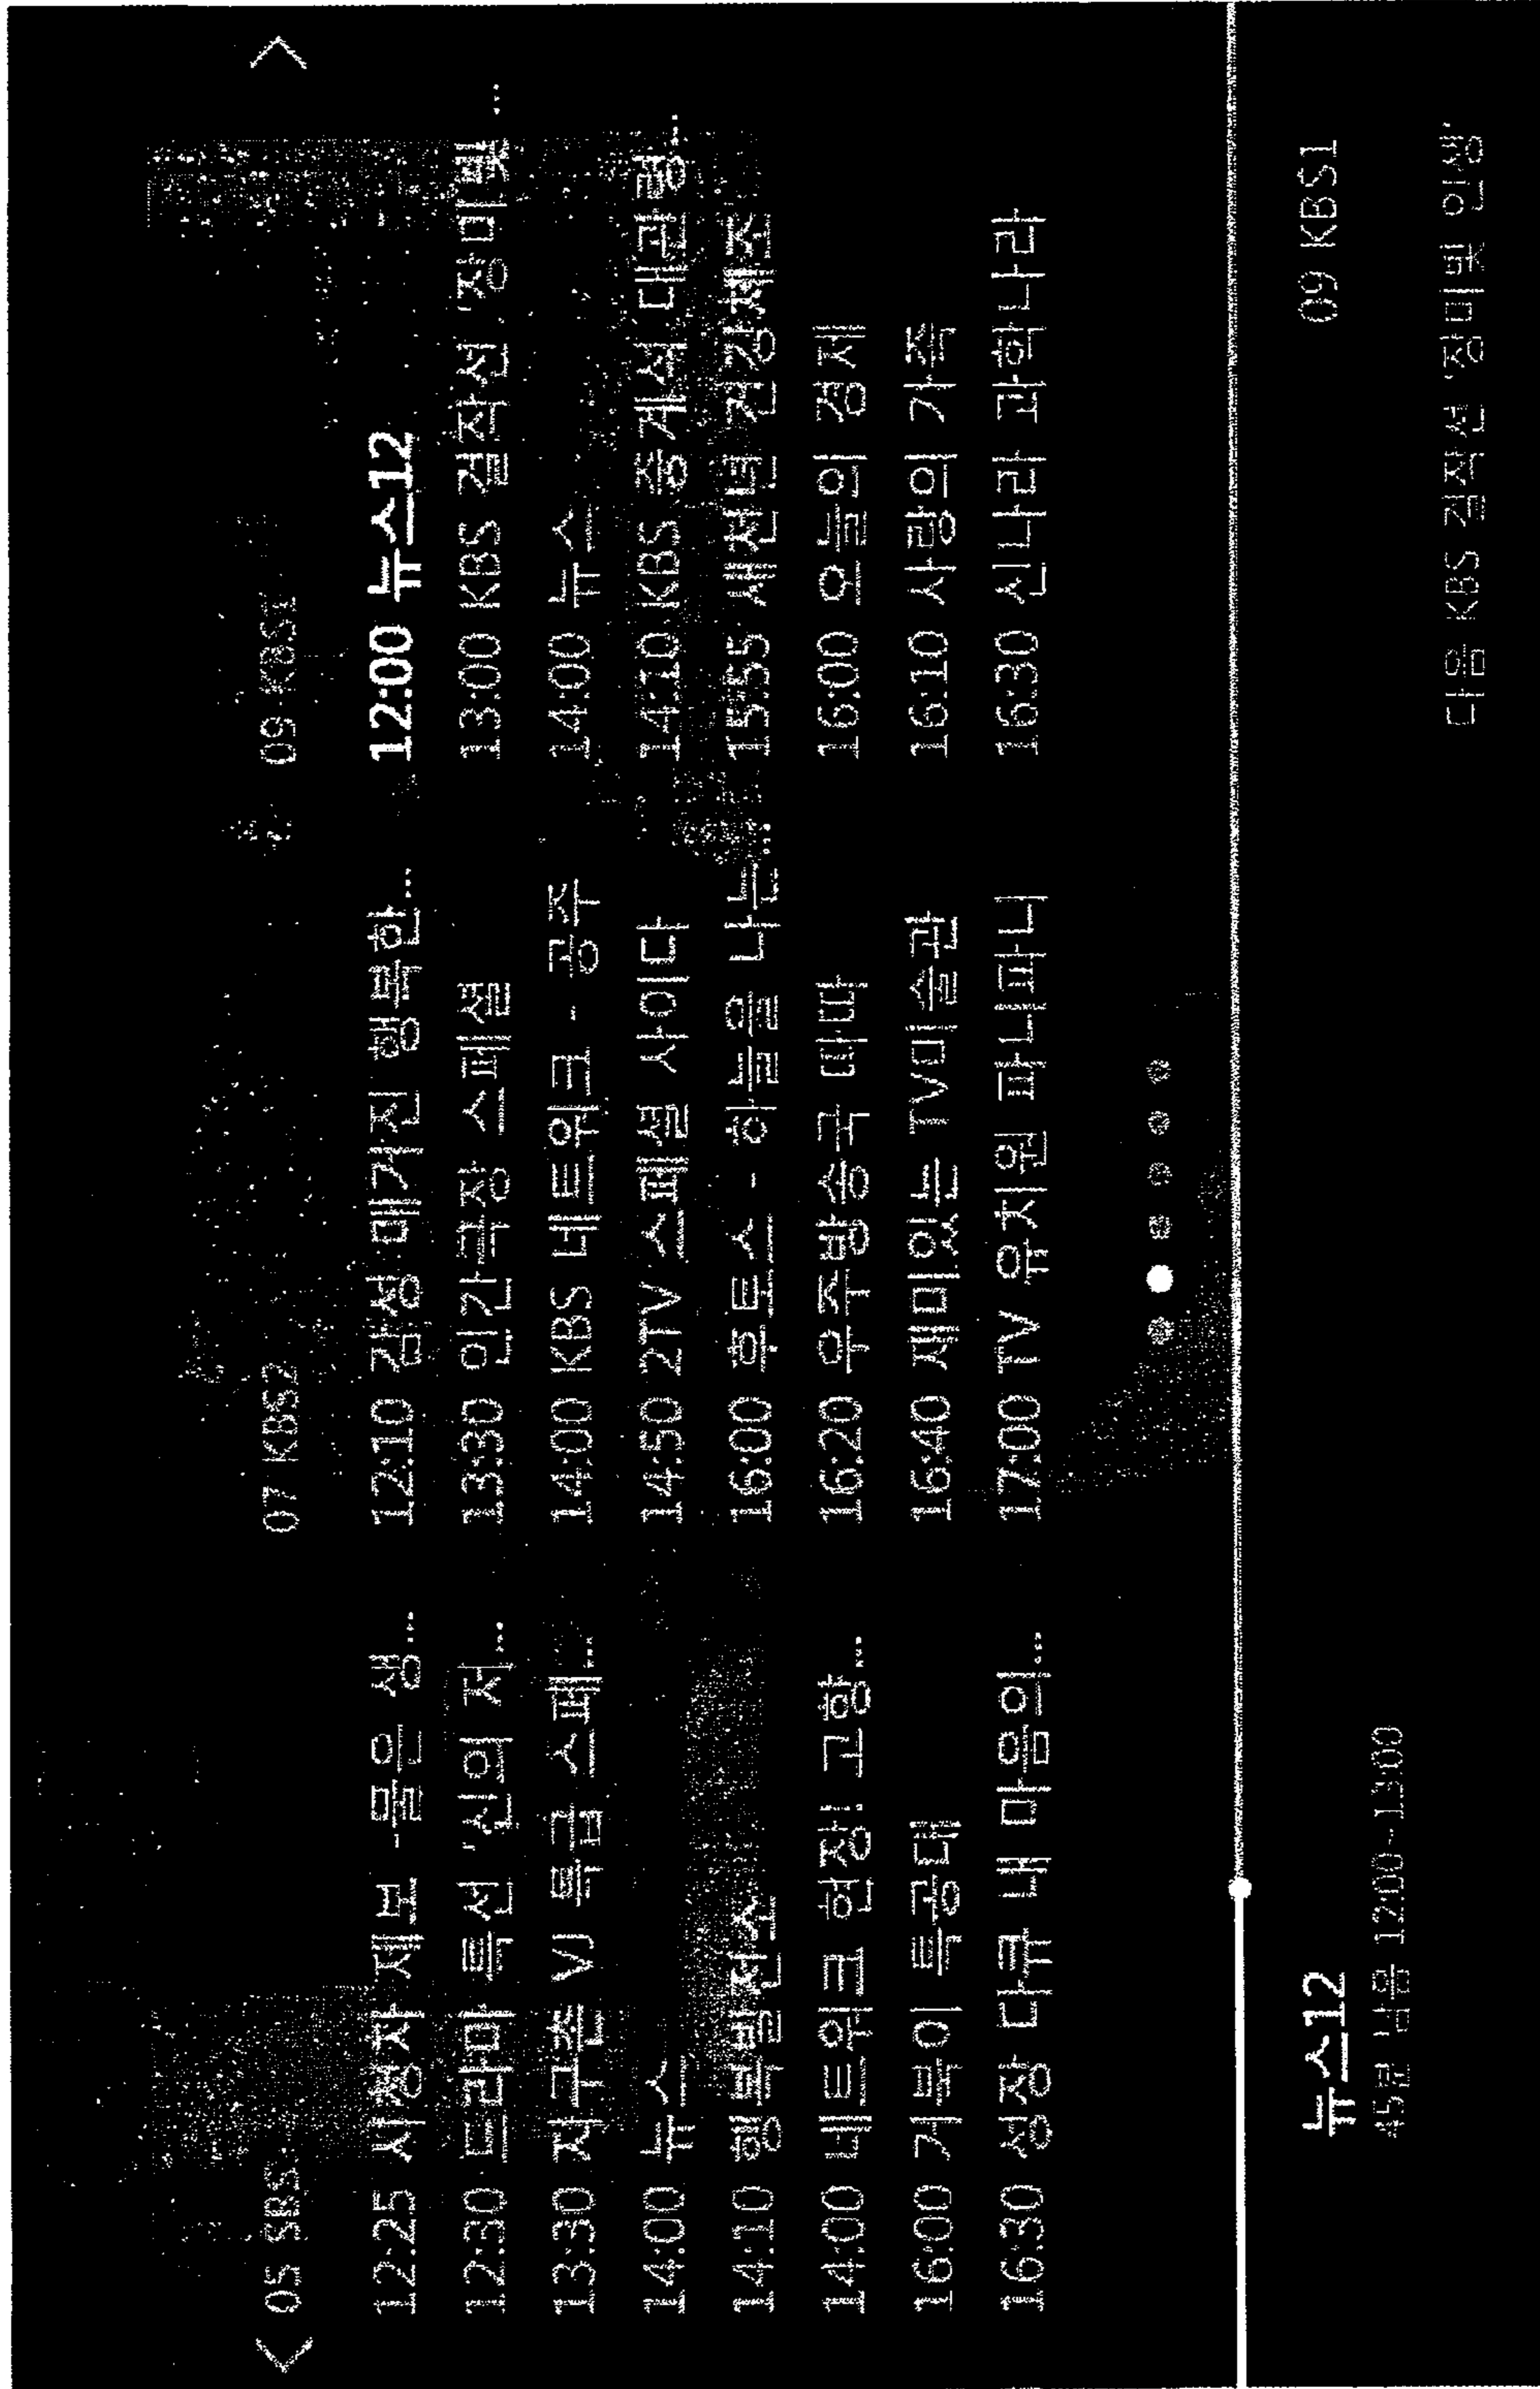 05 SBS
12:25 시청자 제보 - 물은 생...
12:30 드라마 특선 '신의 저...
13:30 지구촌 VJ 특급 스페...
14:00 뉴스
14:10 행복발전소
14:00 네트워크 현장! 고향...
16:00 거북이 특공대
16:30 성장 다큐 내 마음의...
07 KBS2
12:10 감성 매거진 행복한...
13:30 인간극장 스페셜
14:00 KBS 네트워크 - 공주
14:50 2TV 스페셜 사이다
16:00 후토스 - 하늘을 나는...
16:20 우주방송국 떠따
16:40 재미있는 TV미술관
17:00 TV 유치원 파니파니
09 KBS1
12:00 뉴스12
13:00 KBS 걸작선 '장미빛 ...
14:00 뉴스
14:10 KBS 중계석 대관령...
15:55 새천년 건강체조
16:00 오늘의 경제
16:10 사랑의 가족
16:30 신나라 과학나라
뉴스12
09 KBS1
45분 남음 12:00~13:00
다음 KBS 걸작선 '장미빛 인생'